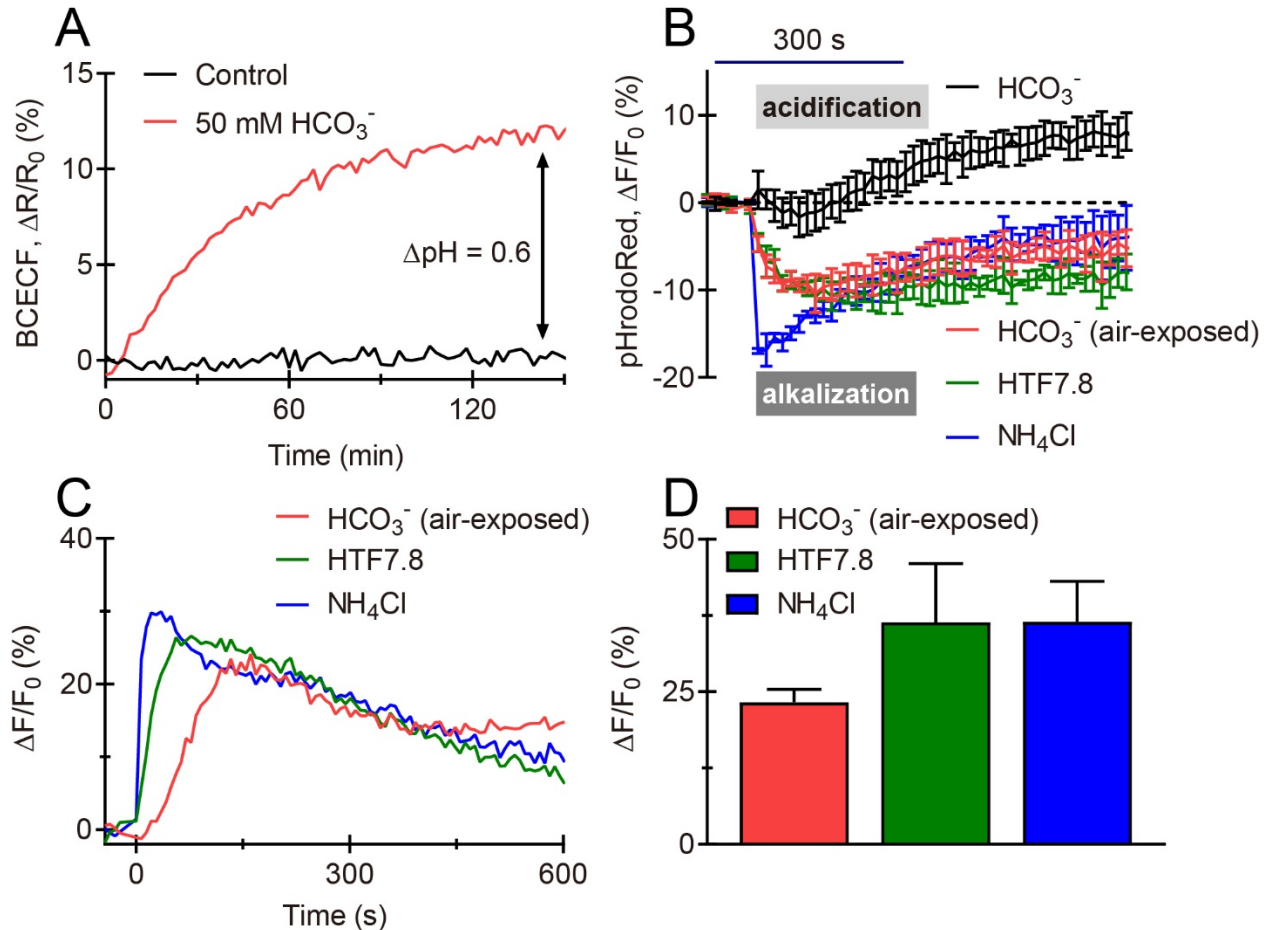 A
Control
50 mM HCO₃⁻
BCECF, ΔR/R₀ (%)
15
10
5
0
ΔpH = 0.6
0
60
120
Time (min)
B
300 s
acidification
HCO₃⁻
pHrodoRed, ΔF/F₀ (%)
10
0
-10
-20
HCO₃⁻ (air-exposed)
HTF7.8
NH₄Cl
alkalization
C
HCO₃⁻ (air-exposed)
HTF7.8
NH₄Cl
ΔF/F₀ (%)
40
20
0
0
300
600
Time (s)
D
HCO₃⁻ (air-exposed)
HTF7.8
NH₄Cl
ΔF/F₀ (%)
50
25
0